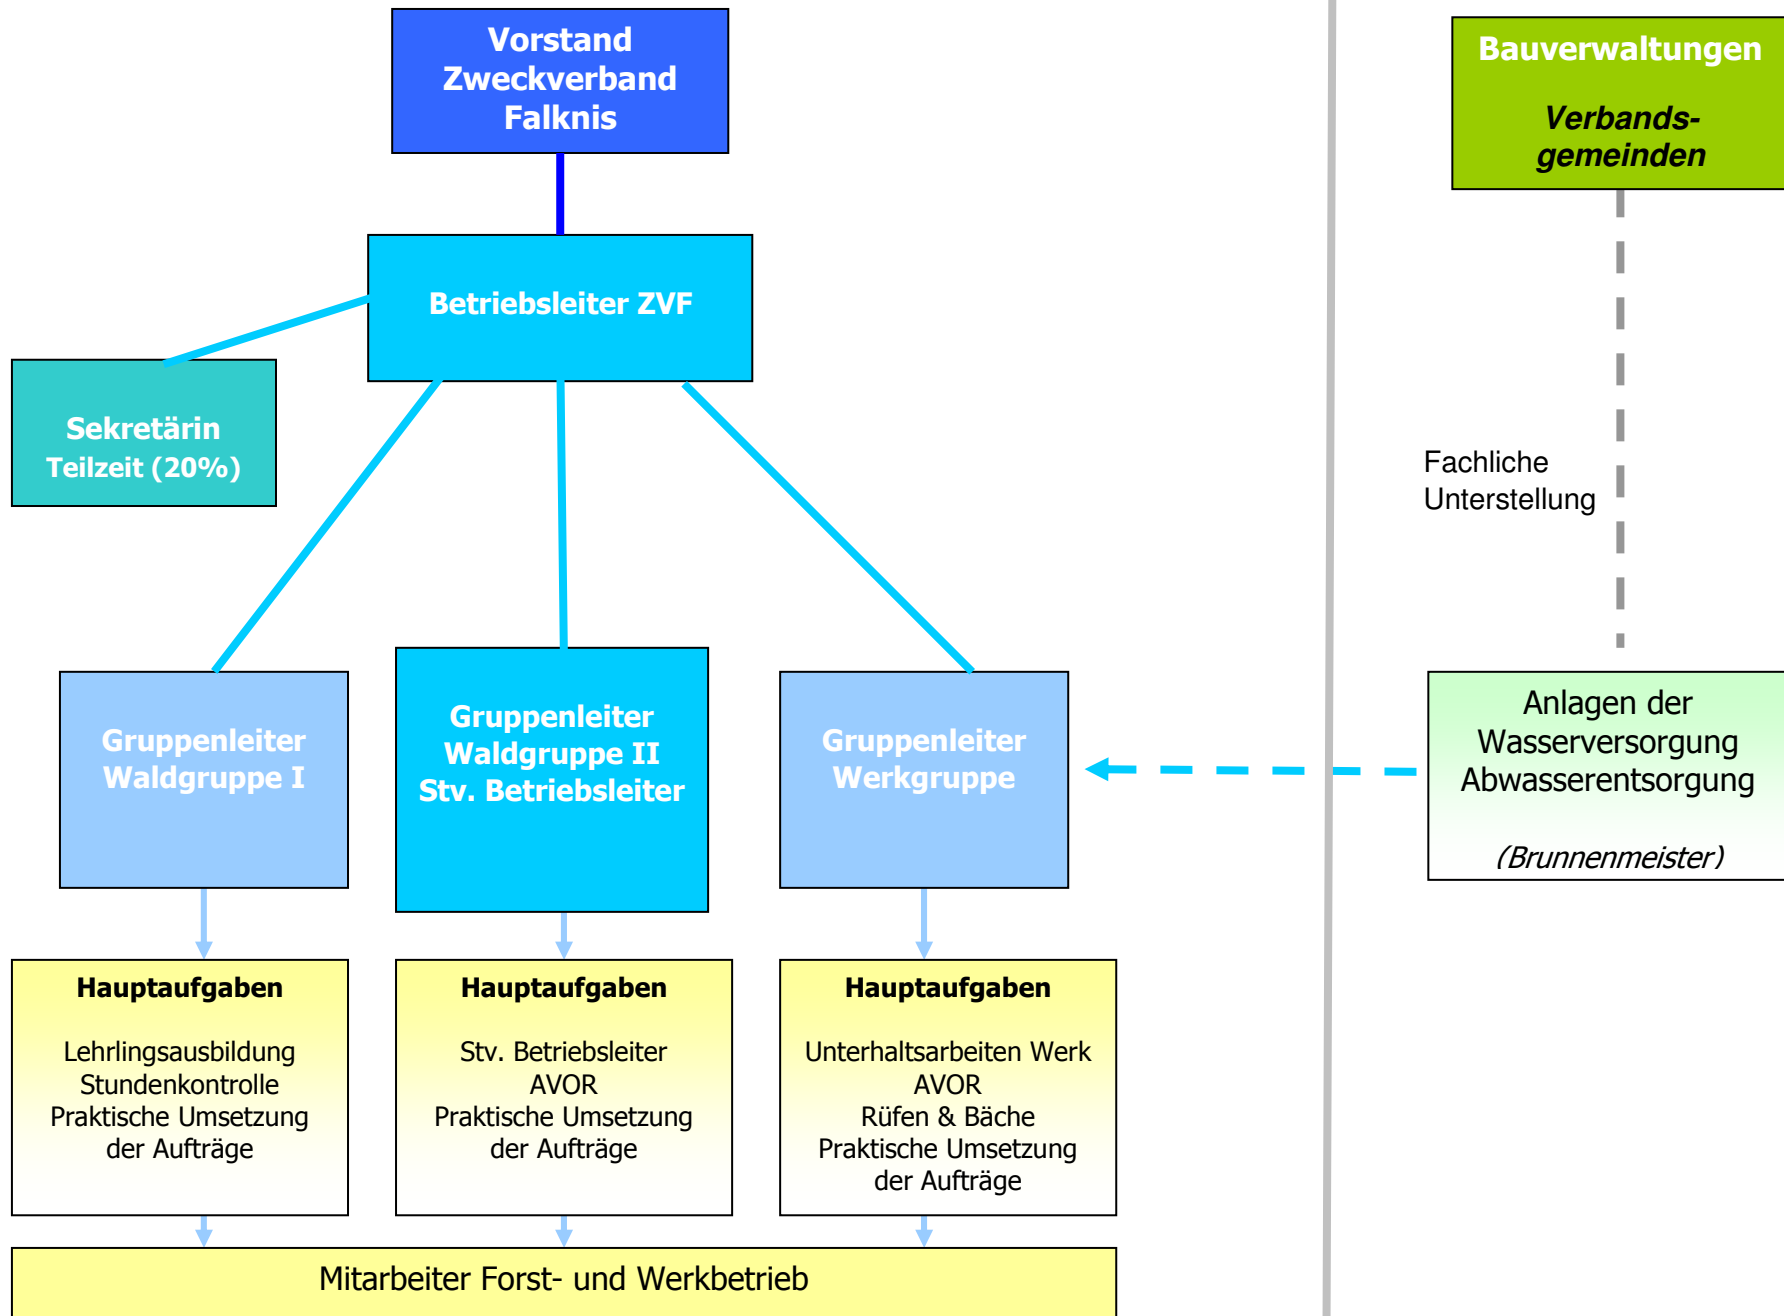 Vorstand
Zweckverband
Falknis
Bauverwaltungen
Verbands-
gemeinden
Betriebsleiter ZVF
Sekretärin
Teilzeit (20%)
Fachliche
Unterstellung
Gruppenleiter
Waldgruppe I
Gruppenleiter
Waldgruppe II
Stv. Betriebsleiter
Gruppenleiter
Werkgruppe
Anlagen der
Wasserversorgung
Abwasserentsorgung
(Brunnenmeister)
Hauptaufgaben
Lehrlingsausbildung
Stundenkontrolle
Praktische Umsetzung
der Aufträge
Hauptaufgaben
Stv. Betriebsleiter
AVOR
Praktische Umsetzung
der Aufträge
Hauptaufgaben
Unterhaltsarbeiten Werk
AVOR
Rüfen & Bäche
Praktische Umsetzung
der Aufträge
Mitarbeiter Forst- und Werkbetrieb